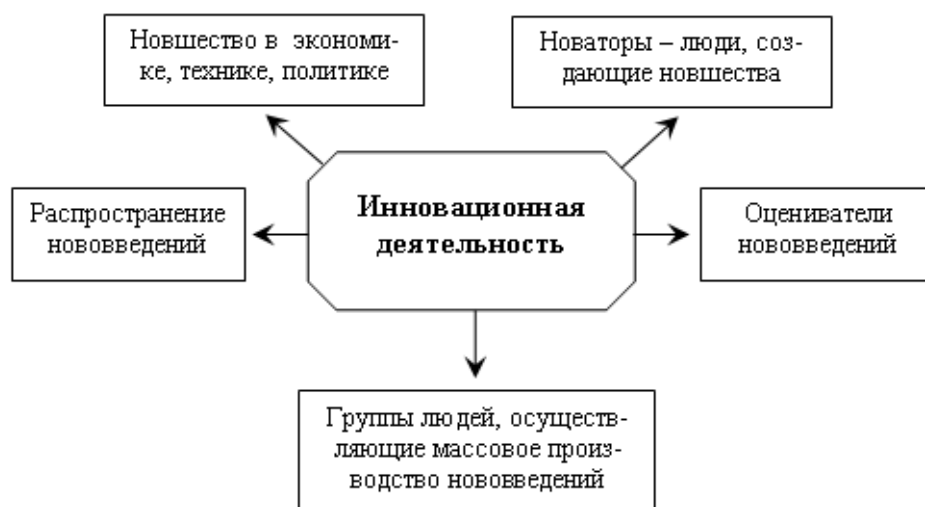 Новшество в экономи-
ке, технике, политике
Новаторы – люди, соз-
дающие новшества
Распространение
нововведений
Инновационная
деятельность
Оцениватели
нововведений
Группы людей, осуществ-
ляющие массовое произ-
водство нововведений